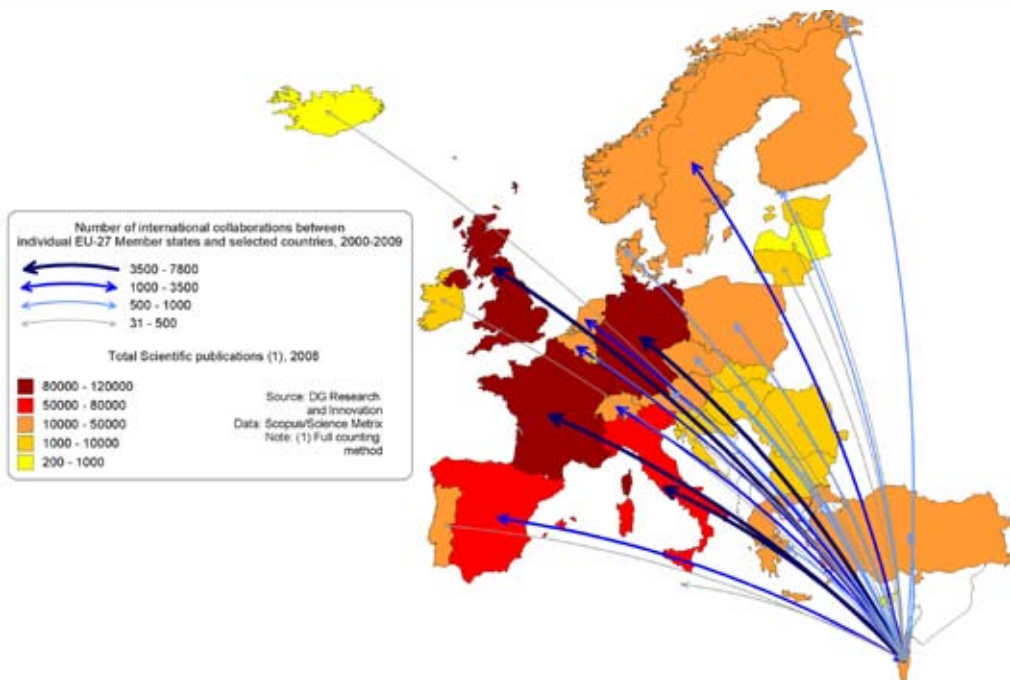 Number of international collaborations between
individual EU-27 Member states and selected countries, 2000-2009
3500 - 7800
1000 - 3500
500 - 1000
31 - 500
Total Scientific publications (1), 2008
80000 - 120000
50000 - 80000
10000 - 50000
1000 - 10000
200 - 1000
Source: DG Research
and Innovation
Data: Scopus/Science Metrix
Note: (1) Full counting
method